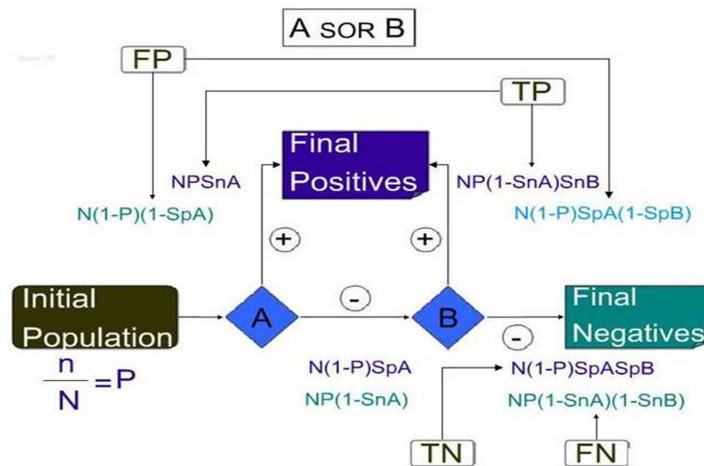 A SOR B
FP
TP
Final
Positives
NPSnA
NP(1-SnA)SnB
N(1-P)(1-SpA)
N(1-P)SpA(1-SpB)
+
+
Initial
Population
A
-
B
-
Final
Negatives
n
N
=P
N(1-P)SpA
N(1-P)SpASpB
NP(1-SnA)
NP(1-SnA)(1-SnB)
TN
FN